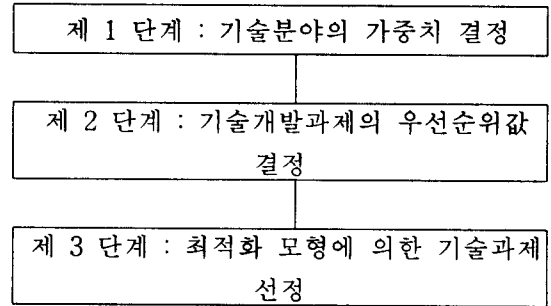 제 1 단계 : 기술분야의 가중치 결정
제 2 단계 : 기술개발과제의 우선순위값
결정
제 3 단계 : 최적화 모형에 의한 기술과제
선정